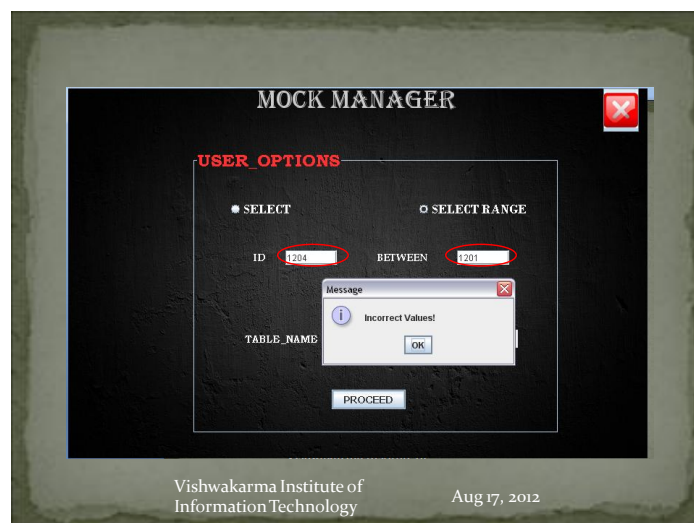 MOCK MANAGER
USER_OPTIONS
SELECT SELECT RANGE
ID 1204 BETWEEN 1201
Message
Incorrect Values!
TABLE_NAME OK
PROCEED
Vishwakarma Institute of
Information Technology Aug 17, 2012